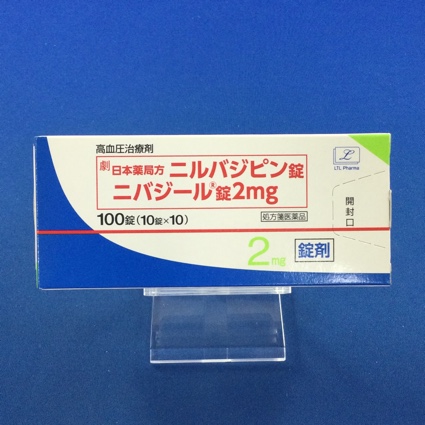 高血圧治療剤
劇 日本薬局方 ニルバジピン錠
ニバジール®錠2mg
100錠(10錠×10)
処方箋医薬品
2mg
錠剤
L
LTL Pharma
開封口